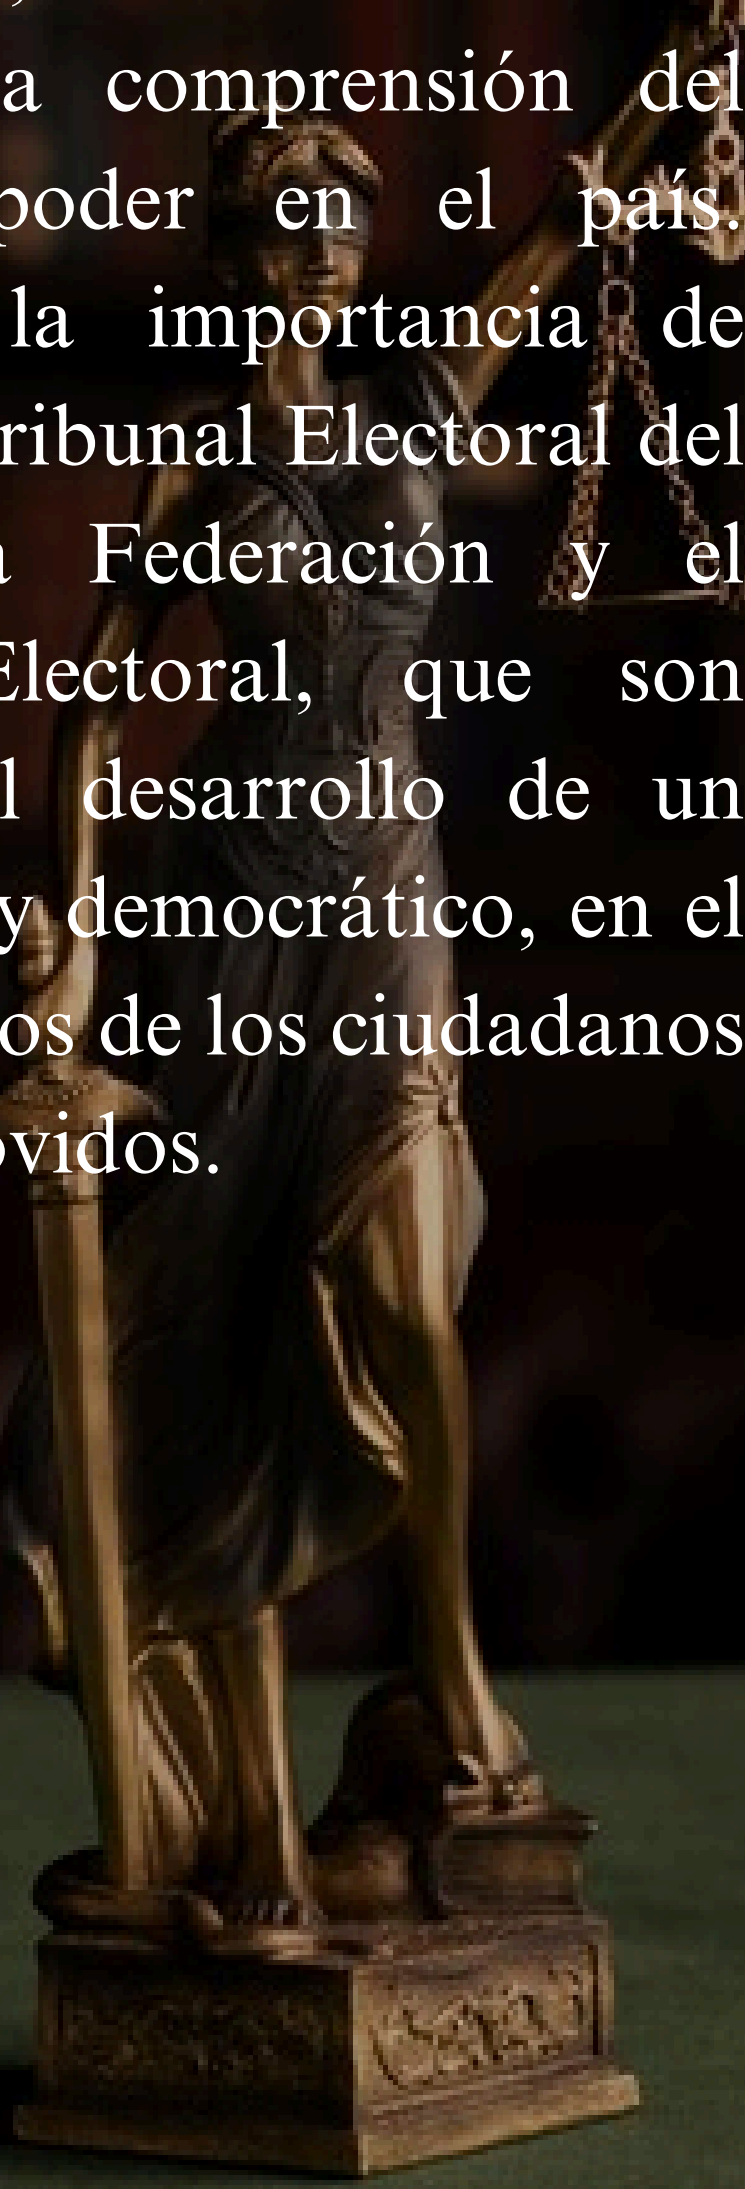 a comprensión del
poder en el país.
la importancia de
ribunal Electoral del
Federación y el
Electoral, que son
l desarrollo de un
y democrático, en el
os de los ciudadanos
ovidos.